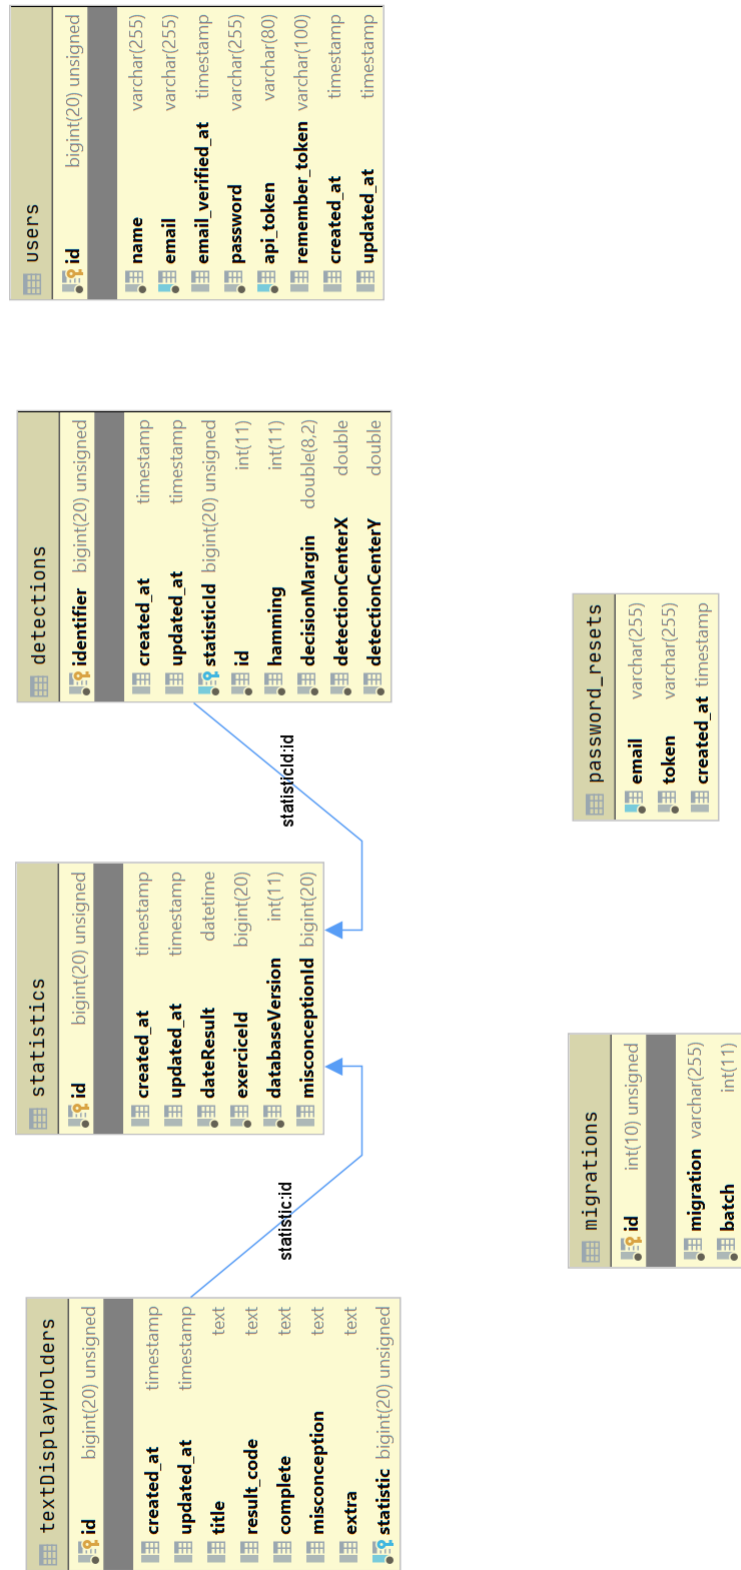 textDisplayHolders
id bigint(20) unsigned
created_at timestamp
updated_at timestamp
title text
result_code text
complete text
misconception text
extra text
statistic bigint(20) unsigned
statistic:id
statistics
id bigint(20) unsigned
created_at timestamp
updated_at timestamp
dateResult datetime
exerciceId bigint(20)
databaseVersion int(11)
misconceptionId bigint(20)
statisticId:id
detections
identifier bigint(20) unsigned
created_at timestamp
updated_at timestamp
statisticId bigint(20) unsigned
id int(11)
hamming int(11)
decisionMargin double(8,2)
detectionCenterX double
detectionCenterY double
users
id bigint(20) unsigned
name varchar(255)
email varchar(255)
email_verified_at timestamp
password varchar(255)
api_token varchar(80)
remember_token varchar(100)
created_at timestamp
updated_at timestamp
migrations
id int(10) unsigned
migration varchar(255)
batch int(11)
password_resets
email varchar(255)
token varchar(255)
created_at timestamp